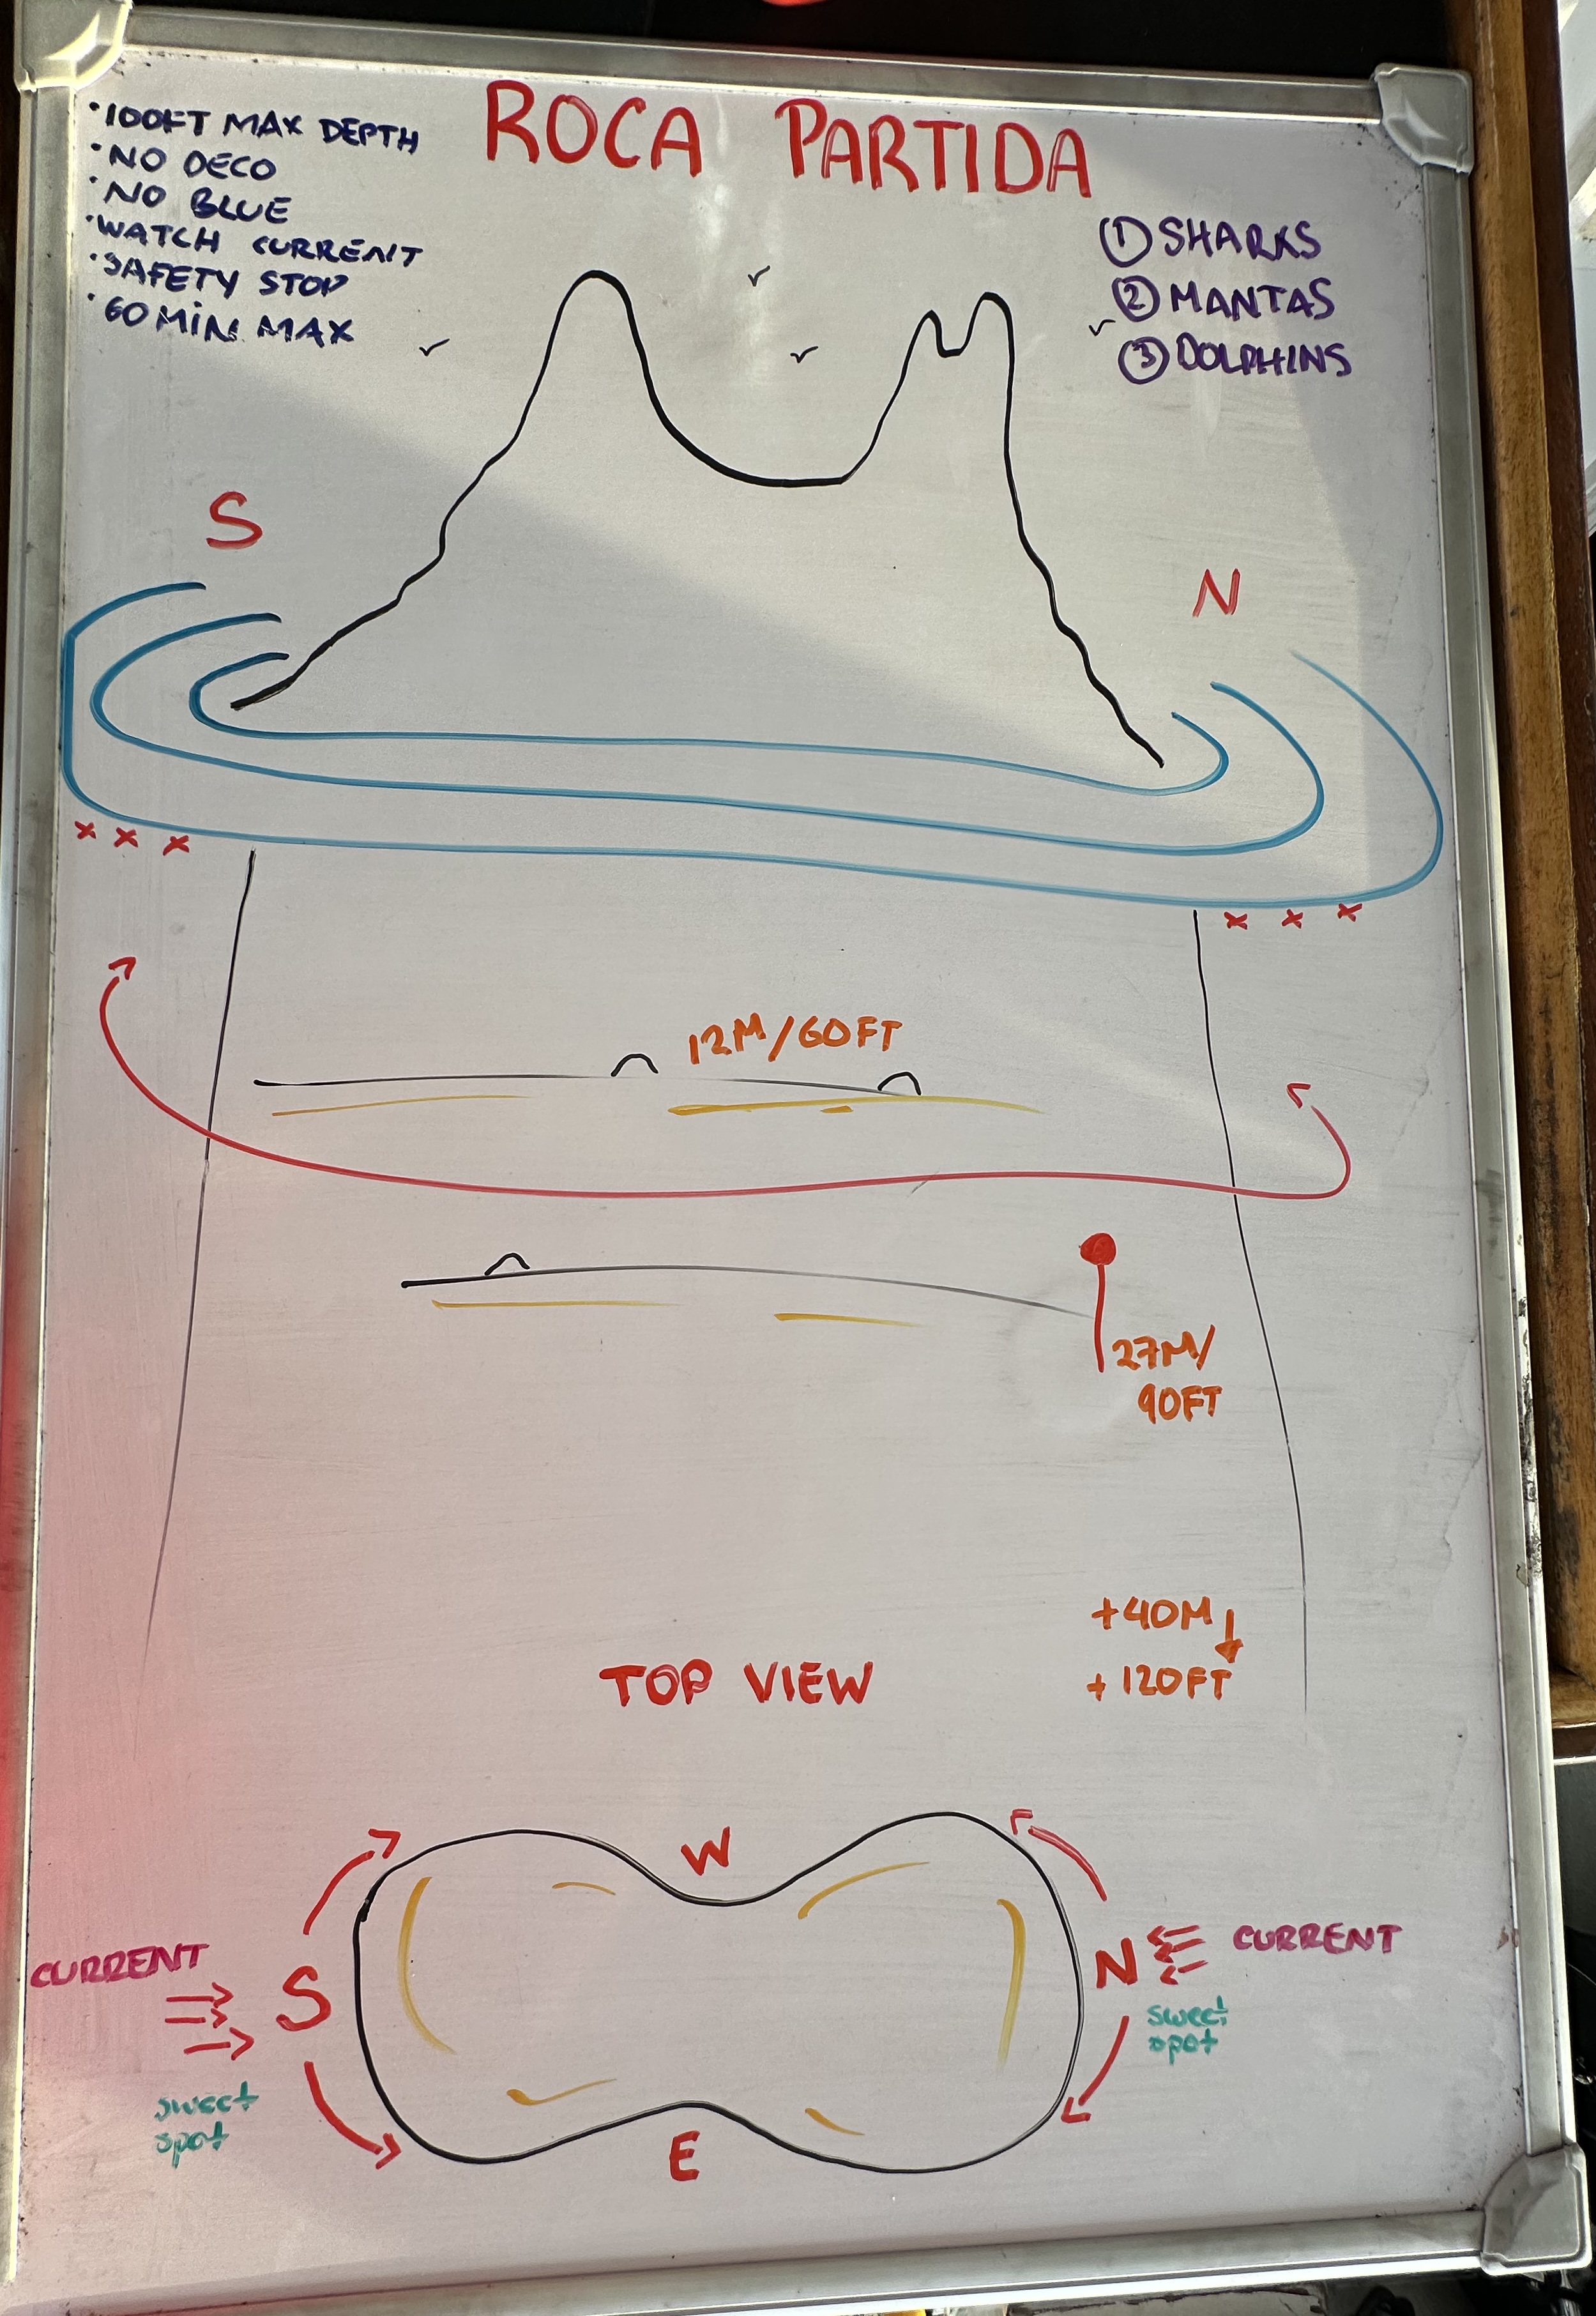 ROCA PARTIDA
·100FT MAX DEPTH
·NO DECO
·NO BLUE
·WATCH CURRENT
·SAFETY STOP
·60 MIN MAX
① SHARKS
② MANTAS
③ DOLPHINS
S
N
x x x
x x x
12M/60FT
27M/
90FT
+40M↓
+120FT
TOP VIEW
W
CURRENT
S
sweet
spot
N
CURRENT
sweet
spot
E